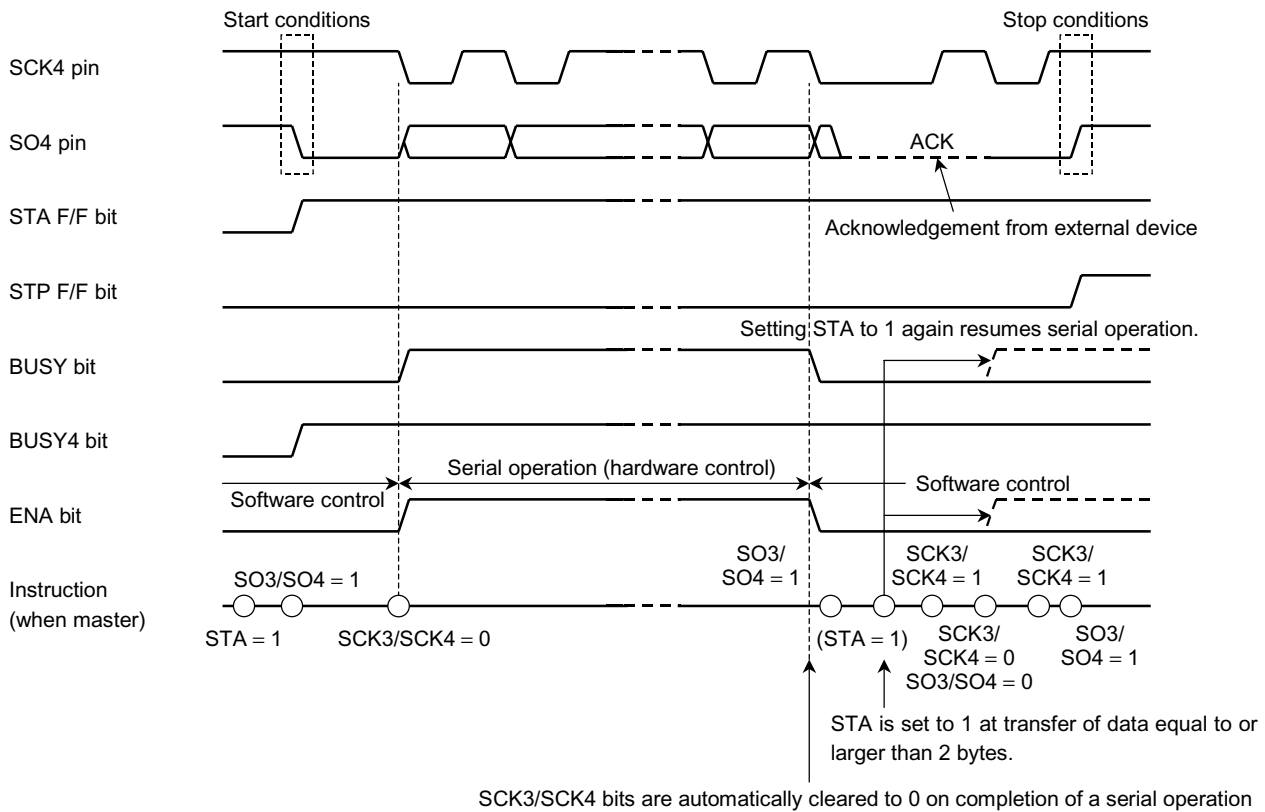 Start conditions
Stop conditions
SCK4 pin
SO4 pin
ACK
STA F/F bit
Acknowledgement from external device
STP F/F bit
Setting STA to 1 again resumes serial operation.
BUSY bit
BUSY4 bit
Serial operation (hardware control)
Software control
Software control
ENA bit
Instruction
(when master)
SO3/SO4 = 1
STA = 1
SCK3/SCK4 = 0
SO3/
SO4 = 1
(STA = 1)
SCK3/
SCK4 = 1
SCK3/
SCK4 = 0
SO3/SO4 = 0
SCK3/
SCK4 = 1
SO3/
SO4 = 1
STA is set to 1 at transfer of data equal to or
larger than 2 bytes.
SCK3/SCK4 bits are automatically cleared to 0 on completion of a serial operation